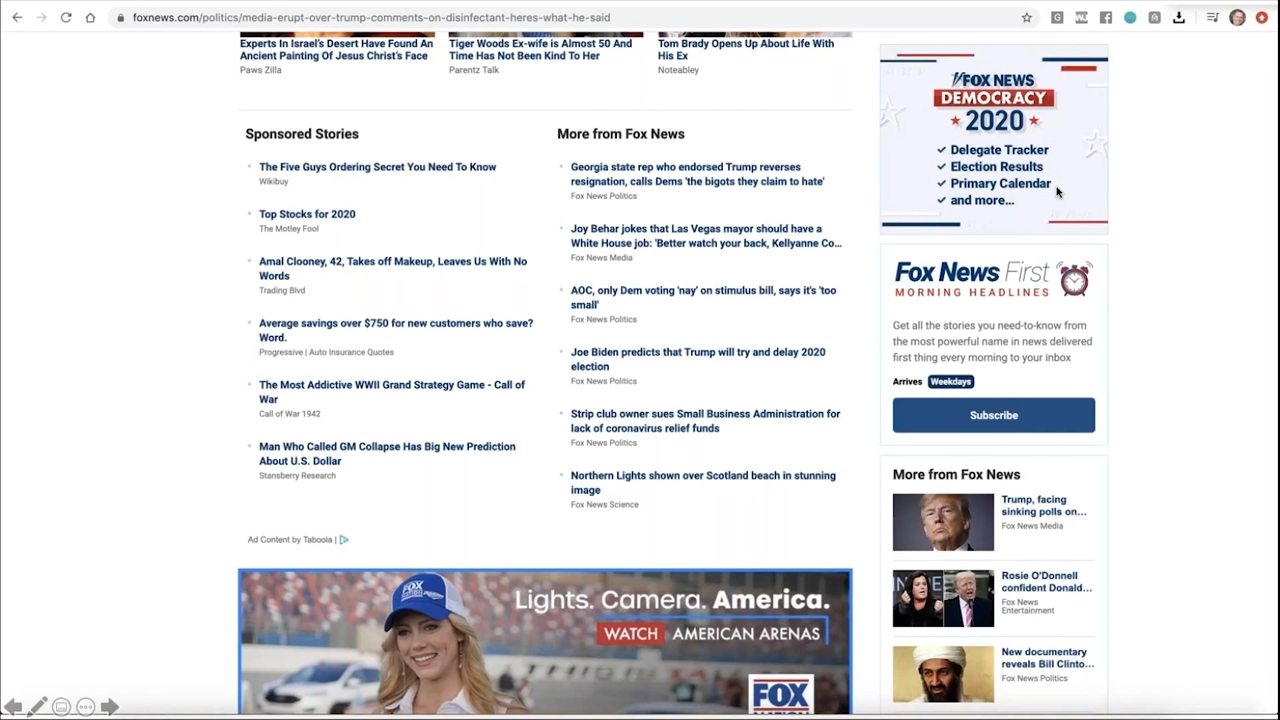 foxnews.com/politics/media-erupt-over-trump-comments-on-disinfectant-heres-what-he-said
Experts In Israel's Desert Have Found An
Ancient Painting Of Jesus Christ's Face
Paws Zilla
Tiger Woods Ex-wife is Almost 50 And
Time Has Not Been Kind To Her
Parentz Talk
Tom Brady Opens Up About Life With
His Ex
Noteabley
Sponsored Stories
The Five Guys Ordering Secret You Need To Know
Wikibuy
Top Stocks for 2020
The Motley Fool
Amal Clooney, 42, Takes off Makeup, Leaves Us With No
Words
Trading Blvd
Average savings over $750 for new customers who save?
Word.
Progressive | Auto Insurance Quotes
The Most Addictive WWII Grand Strategy Game - Call of
War
Call of War 1942
Man Who Called GM Collapse Has Big New Prediction
About U.S. Dollar
Stansberry Research
Ad Content by Taboola |
More from Fox News
Georgia state rep who endorsed Trump reverses
resignation, calls Dems 'the bigots they claim to hate'
Fox News Politics
Joy Behar jokes that Las Vegas mayor should have a
White House job: 'Better watch your back, Kellyanne Co...
Fox News Media
AOC, only Dem voting 'nay' on stimulus bill, says it's 'too
small'
Fox News Politics
Joe Biden predicts that Trump will try and delay 2020
election
Fox News Politics
Strip club owner sues Small Business Administration for
lack of coronavirus relief funds
Fox News Politics
Northern Lights shown over Scotland beach in stunning
image
Fox News Science
FOX
Lights. Camera. America.
WATCH AMERICAN ARENAS
FOX
NATION
FOX NEWS
DEMOCRACY
2020
Delegate Tracker
Election Results
Primary Calendar
and more...
Fox News First
MORNING HEADLINES
Get all the stories you need-to-know from
the most powerful name in news delivered
first thing every morning to your inbox
Arrives Weekdays
Subscribe
More from Fox News
Trump, facing
sinking polls on...
Fox News Media
Rosie O'Donnell
confident Donald...
Fox News
Entertainment
New documentary
reveals Bill Clinto...
Fox News Politics